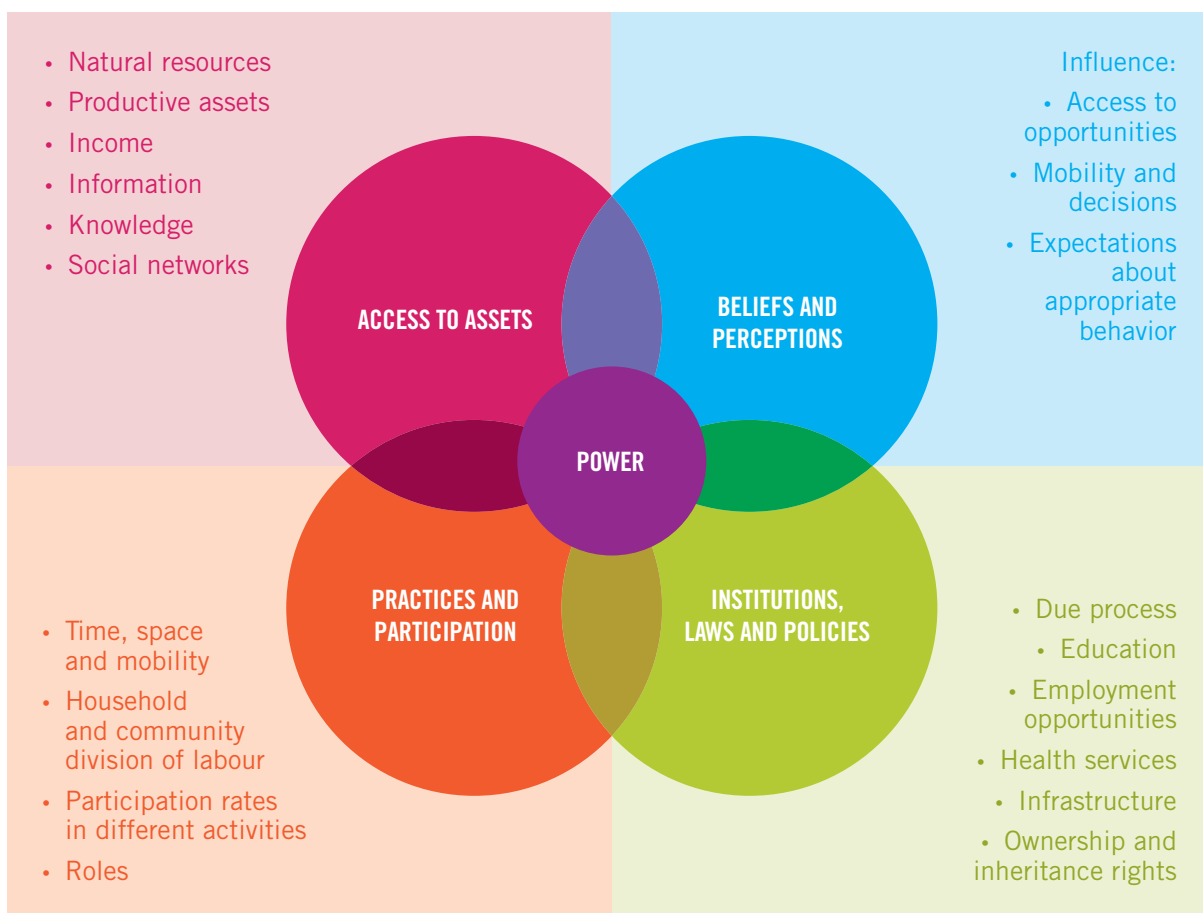 • Natural resources
• Productive assets
• Income
• Information
• Knowledge
• Social networks
Influence:
• Access to
opportunities
• Mobility and
decisions
• Expectations
about
appropriate
behavior
ACCESS TO ASSETS
BELIEFS AND
PERCEPTIONS
POWER
PRACTICES AND
PARTICIPATION
INSTITUTIONS,
LAWS AND POLICIES
• Time, space
and mobility
• Household
and community
division of labour
• Participation rates
in different activities
• Roles
• Due process
• Education
• Employment
opportunities
• Health services
• Infrastructure
• Ownership and
inheritance rights